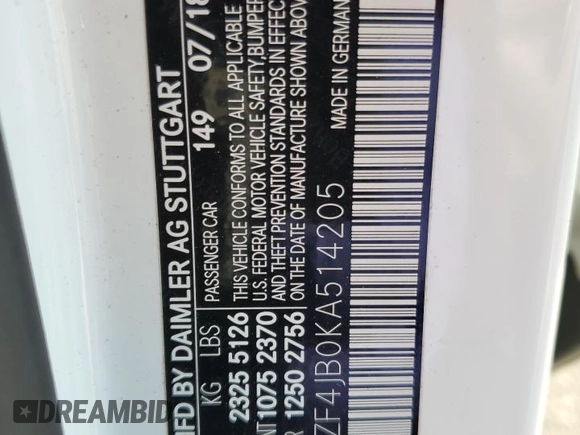 MFD BY DAIMLER AG STUTTGART
149 07/18
PASSENGER CAR
KG LBS
2325 5126
1075 2370
1250 2756
THIS VEHICLE CONFORMS TO ALL APPLICABLE
U.S. FEDERAL MOTOR VEHICLE SAFETY, BUMPER
AND THEFT PREVENTION STANDARDS IN EFFECT
ON THE DATE OF MANUFACTURE SHOWN ABOVE
ZF4JB0KA514205
MADE IN GERMANY
DREAMBID.COM